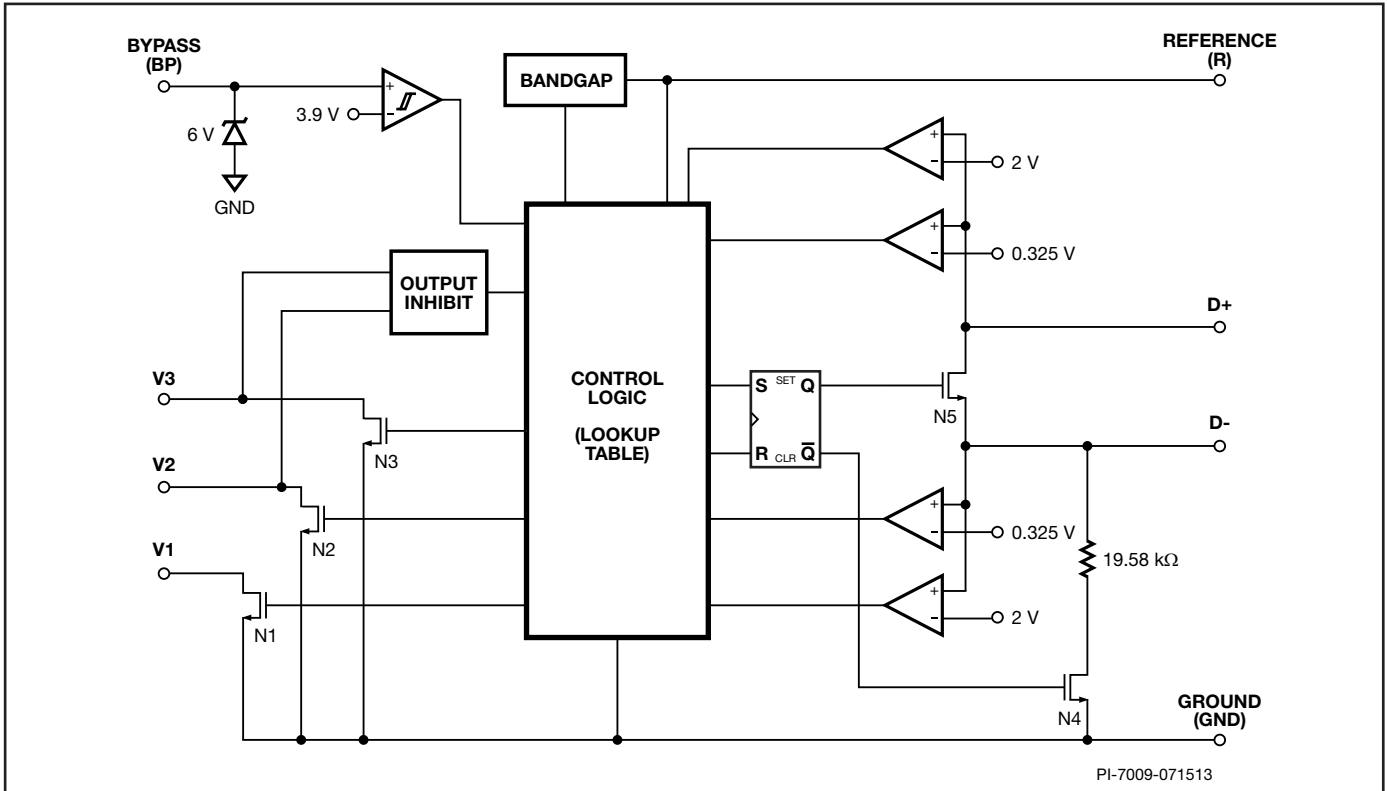 BYPASS
(BP)
REFERENCE
(R)
BANDGAP
+
3.9 V
-
6 V
GND
+
-
2 V
+
-
0.325 V
OUTPUT
INHIBIT
D+
V3
CONTROL
LOGIC
(LOOKUP
TABLE)
S SET Q
R CLR Q̅
N5
D-
N3
V2
N2
+
-
0.325 V
19.58 kΩ
V1
N1
+
-
2 V
N4
GROUND
(GND)
PI-7009-071513